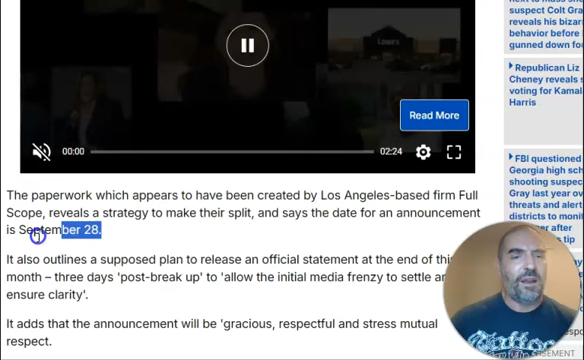 LOWE'S
Read More
00:00
02:24
The paperwork which appears to have been created by Los Angeles-based firm Full
Scope, reveals a strategy to make their split, and says the date for an announcement
is September 28.
It also outlines a supposed plan to release an official statement at the end of this
month – three days 'post-break up' to 'allow the initial media frenzy to settle an
ensure clarity'.
It adds that the announcement will be 'gracious, respectful and stress mutual
respect.
suspect Colt Gra
reveals his bizar
behavior before
gunned down fo
Republican Liz
Cheney reveals s
voting for Kamal
Harris
FBI questioned
Georgia high sch
shooting suspec
Gray last year ov
threats and alert
districts to monit
after